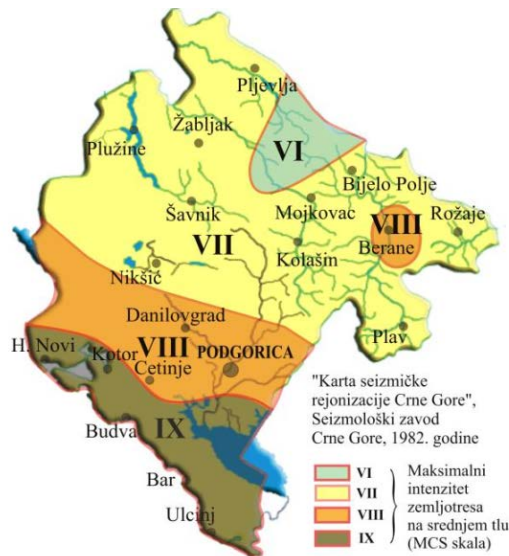 Pljevlja
Žabljak
Plužine
VI
Bijelo Polje
Šavnik
Mojkovac
VIII
Rožaje
VII
Berane
Kolašin
Nikšić
Danilovgrad
Plav
H. Novi
Kotor
VIII
PODGORICA
Cetinje
"Karta seizmičke
rejonizacije Crne Gore",
Seizmološki zavod
Crne Gore, 1982. godine
Budva
IX
Bar
Ulcinj
VI
VII
VIII
IX
Maksimalni
intenzitet
zemljotresa
na srednjem tlu
(MCS skala)